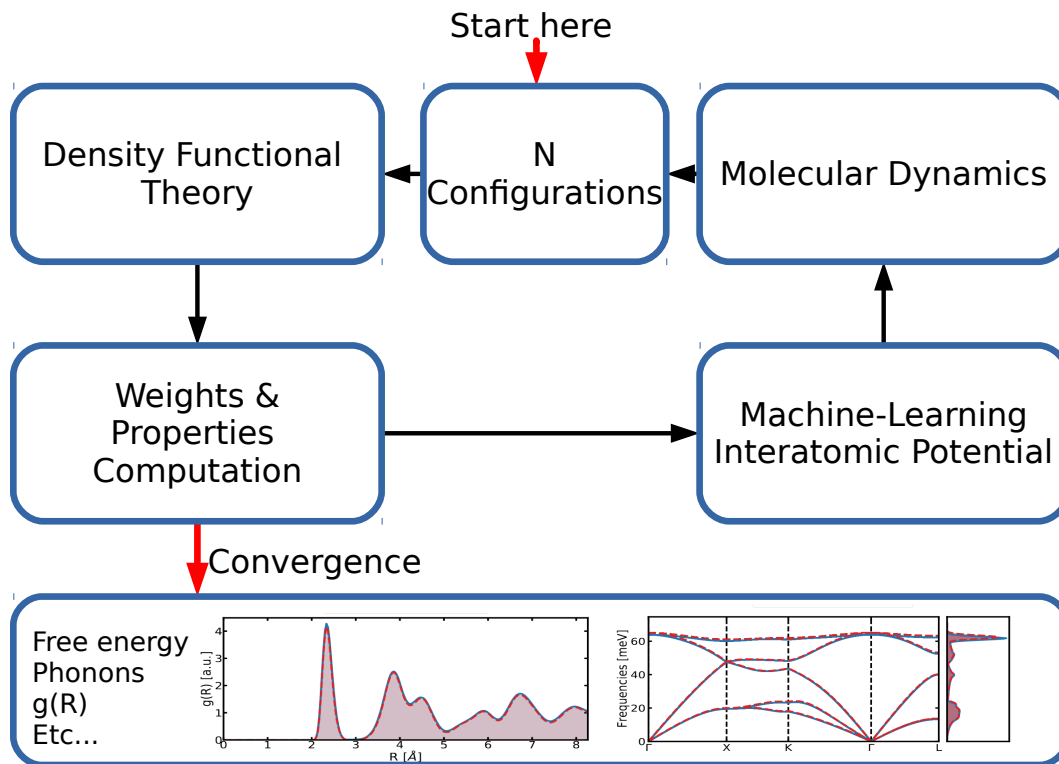 Start here
Density Functional
Theory
N
Configurations
Molecular Dynamics
Weights &
Properties
Computation
Machine-Learning
Interatomic Potential
Convergence
Free energy
Phonons
g(R)
Etc...
g(R) [a.u.]
4
3
2
1
0
0 1 2 3 4 5 6 7 8
R [Å]
Frequencies [meV]
60
40
20
0
Γ X K Γ L